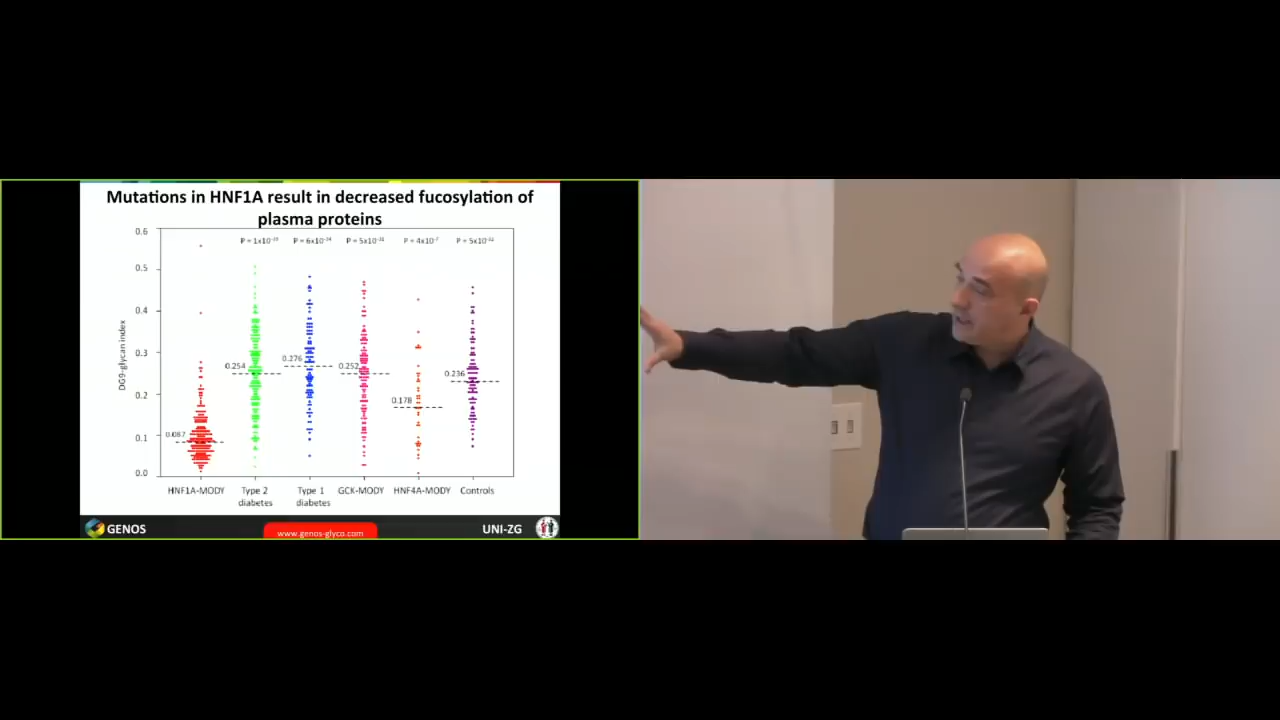 Mutations in HNF1A result in decreased fucosylation of
plasma proteins
0.6
0.5
0.4
0.3
0.2
0.1
0.0
DG9-glycan index
P = 4x10⁻⁷
0.087
0.254
0.276
0.252
0.178
0.236
HNF1A-MODY
Type 2
diabetes
Type 1
diabetes
GCK-MODY
HNF4A-MODY
Controls
GENOS
www.genos-glyco.com
UNI-ZG